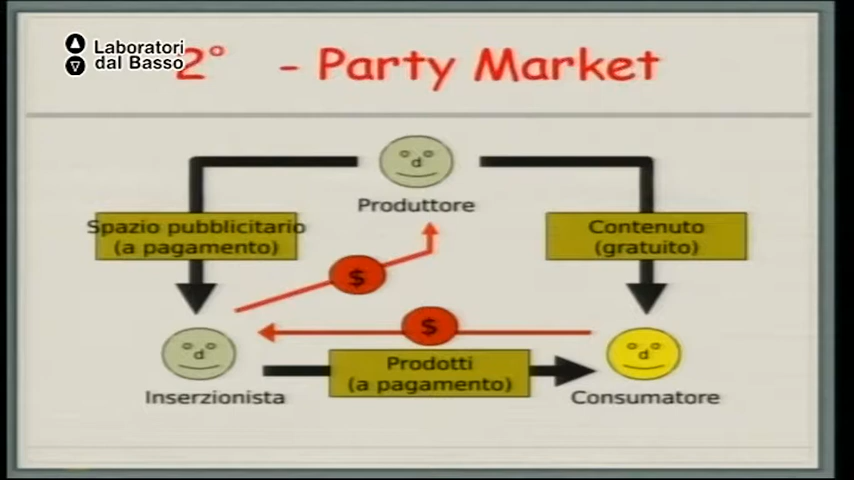 Laboratori
dal Basso
2° - Party Market
Produttore
Spazio pubblicitario
(a pagamento)
Contenuto
(gratuito)
$
$
Prodotti
(a pagamento)
Inserzionista
Consumatore